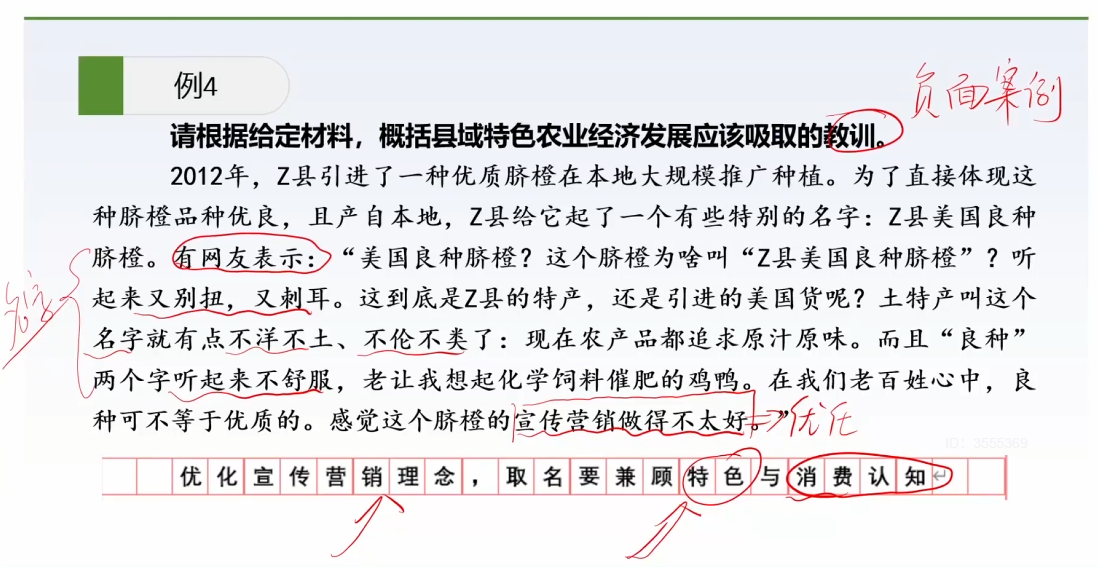 例4
负面案例
请根据给定材料，概括县域特色农业经济发展应该吸取的教训。
2012年，Z县引进了一种优质脐橙在本地大规模推广种植。为了直接体现这
种脐橙品种优良，且产自本地，Z县给它起了一个有些特别的名字：Z县美国良种
脐橙。有网友表示：“美国良种脐橙？这个脐橙为啥叫“Z县美国良种脐橙”？听
起来又别扭，又刺耳。这到底是Z县的特产，还是引进的美国货呢？土特产叫这个
名字就有点不洋不土、不伦不类了：现在农产品都追求原汁原味。而且“良种”
两个字听起来不舒服，老让我想起化学饲料催肥的鸡鸭。在我们老百姓心中，良
种可不等于优质的。感觉这个脐橙的宣传营销做得不太好。”
ID：3555369
优化宣传营销理念，取名要兼顾特色与消费认知